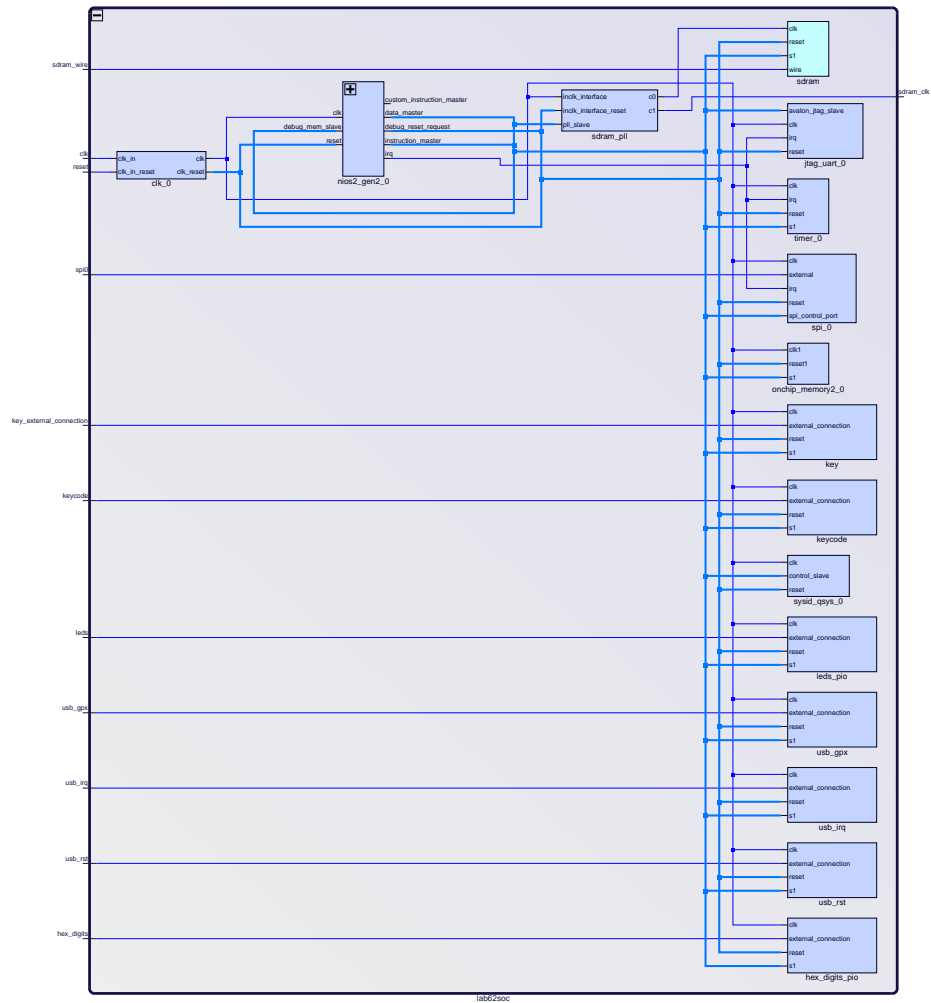 sdram_wire
clk
reset
spi0
key_external_connection
keycode
leds
usb_gpx
usb_irq
usb_rst
hex_digits
clk_in
clk
clk_in_reset
clk_reset
clk_0
custom_instruction_master
clk
data_master
debug_mem_slave
debug_reset_request
reset
instruction_master
irq
nios2_gen2_0
inclk_interface
c0
inclk_interface_reset
c1
pll_slave
sdram_pll
clk
reset
s1
wire
sdram
sdram_clk
avalon_jtag_slave
clk
irq
reset
jtag_uart_0
clk
irq
reset
s1
timer_0
clk
external
irq
reset
spi_control_port
spi_0
clk1
reset1
s1
onchip_memory2_0
clk
external_connection
reset
s1
key
clk
external_connection
reset
s1
keycode
clk
control_slave
reset
sysid_qsys_0
clk
external_connection
reset
s1
leds_pio
clk
external_connection
reset
s1
usb_gpx
clk
external_connection
reset
s1
usb_irq
clk
external_connection
reset
s1
usb_rst
clk
external_connection
reset
s1
hex_digits_pio
lab62soc